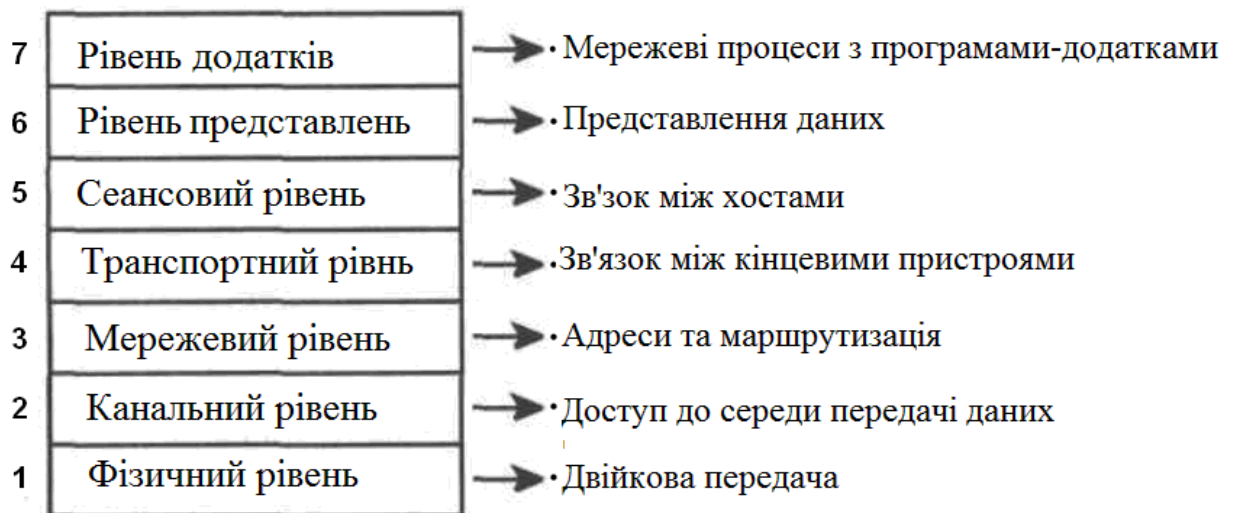 7 Рівень додатків · Мережеві процеси з програмами-додатками
6 Рівень представлень · Представлення даних
5 Сеансовий рівень · Зв'зок між хостами
4 Транспортний рівнь · Зв'язок між кінцевими пристроями
3 Мережевий рівень · Адреси та маршрутизація
2 Канальний рівень · Доступ до середи передачі даних
1 Фізичний рівень · Двійкова передача